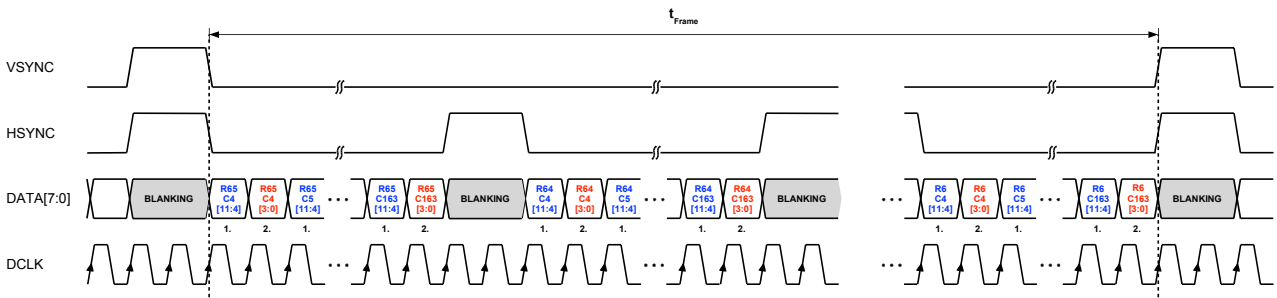 tFrame
VSYNC
HSYNC
DATA[7:0]
BLANKING
R65
C4
[11:4]
R65
C4
[3:0]
R65
C5
[11:4]
R65
C163
[11:4]
R65
C163
[3:0]
BLANKING
R64
C4
[11:4]
R64
C4
[3:0]
R64
C5
[11:4]
R64
C163
[11:4]
R64
C163
[3:0]
BLANKING
R6
C4
[11:4]
R6
C4
[3:0]
R6
C5
[11:4]
R6
C163
[11:4]
R6
C163
[3:0]
BLANKING
1. 2. 1. 1. 2. 1. 2. 1. 1. 2. 1. 2. 1. 1. 2.
DCLK